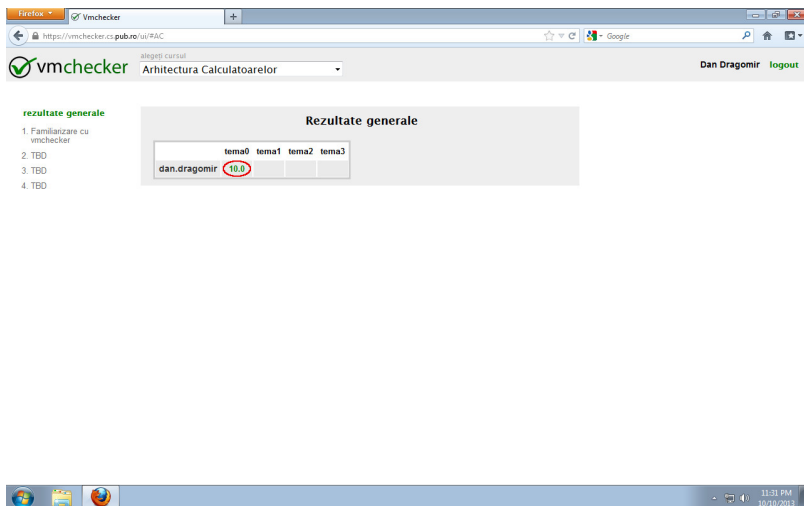 Firefox
Vmchecker
https://vmchecker.cs.pub.ro/ui/#AC
Google
vmchecker
alegeți cursul
Arhitectura Calculatoarelor
Dan Dragomir logout
rezultate generale
1. Familiarizare cu
vmchecker
2. TBD
3. TBD
4. TBD
Rezultate generale
tema0 tema1 tema2 tema3
dan.dragomir 10.0
11:31 PM
10/10/2013